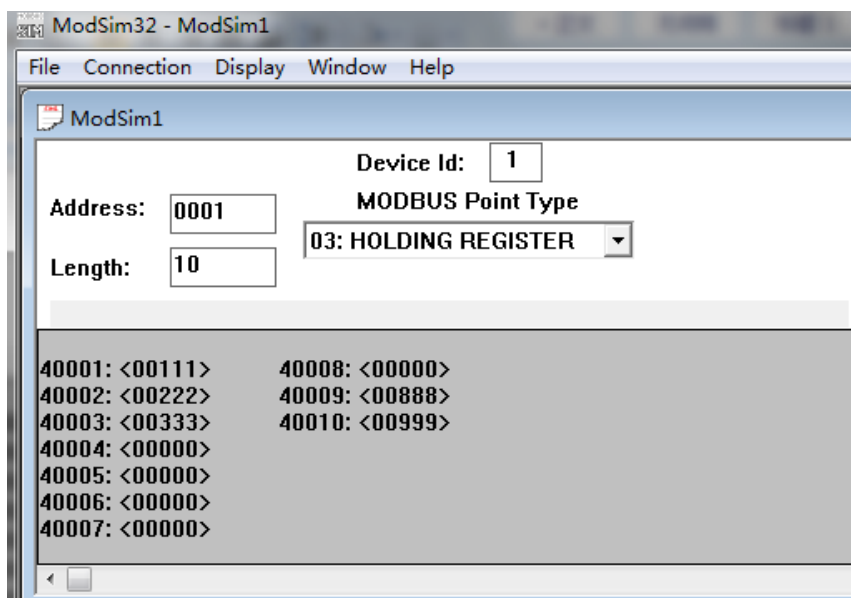 ModSim32 - ModSim1
File Connection Display Window Help
ModSim1
Device Id: 1
Address: 0001
MODBUS Point Type
03: HOLDING REGISTER
Length: 10
40001: <00111> 40008: <00000>
40002: <00222> 40009: <00888>
40003: <00333> 40010: <00999>
40004: <00000>
40005: <00000>
40006: <00000>
40007: <00000>